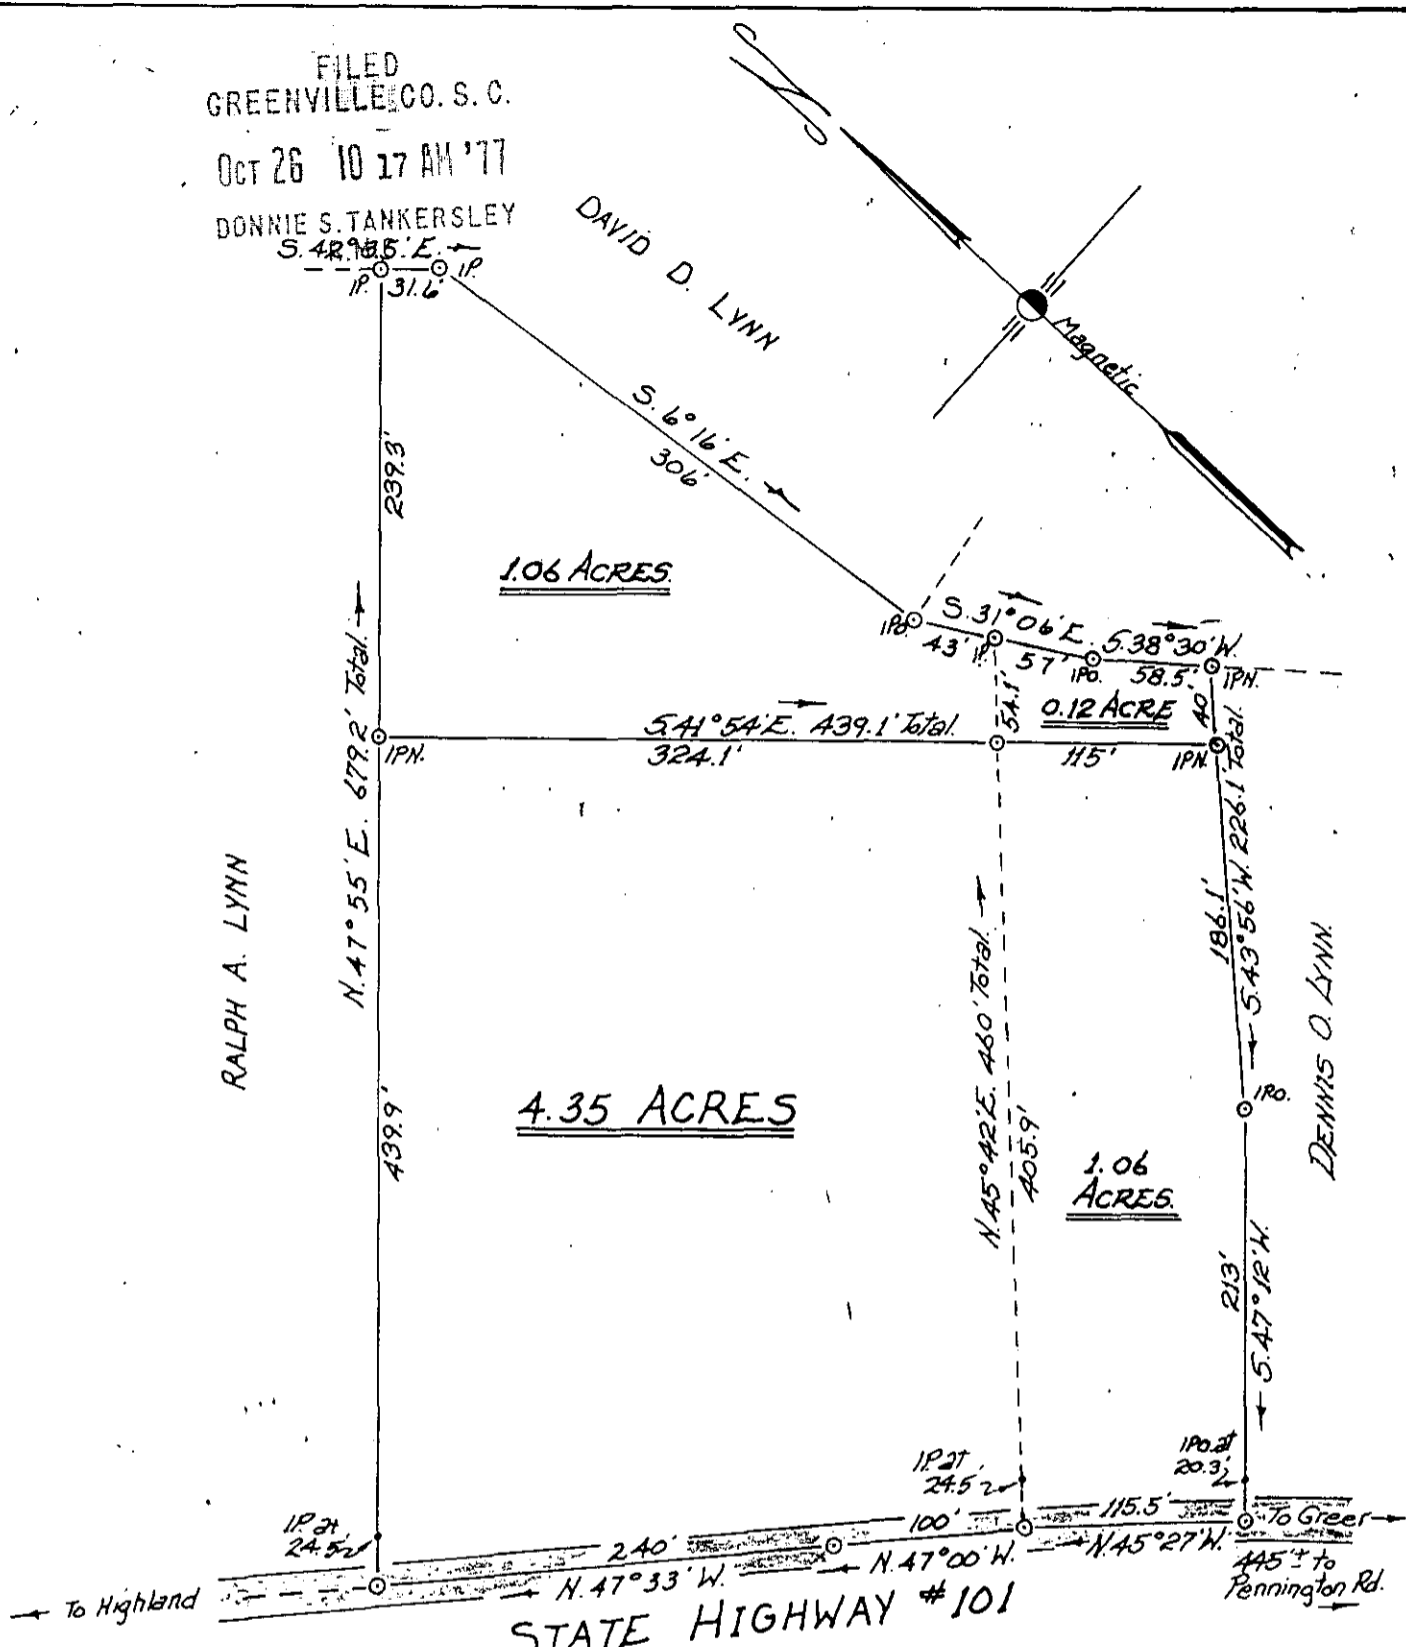 FILED
GREENVILLE CO. S. C.
OCT 26 10 17 AM '77
DONNIE S. TANKERSLEY
S. 42° 35' E.
IP. 31.6' IP.
DAVID D. LYNN
Magnetic
S. 6° 16' E.
306'
239.3'
1.06 ACRES.
IPO. 43' IP. 57' IPO. 58.5' IPN.
S. 31° 06' E. S. 38° 30' W.
54.1'
0.12 ACRE
40'
S. 41° 54' E. 439.1' Total.
IPN. 324.1' 115' IPN.
N. 47° 55' E. 679.2' Total.
S. 43° 56' W. 226.1' Total.
186.1'
RALPH A. LYNN
N. 45° 42' E. 460' Total.
405.9'
DENNIS O. LYNN.
439.9'
4.35 ACRES
IPO.
1.06
ACRES.
213'
S. 47° 12' W.
IP. at
24.5'
IP. at
24.5'
IPO. at
20.3'
240' 100' 115.5' To Greer
To Highland N. 47° 33' W. N. 47° 00' W. N. 45° 27' W.
445'± to
Pennington Rd.
STATE HIGHWAY #101